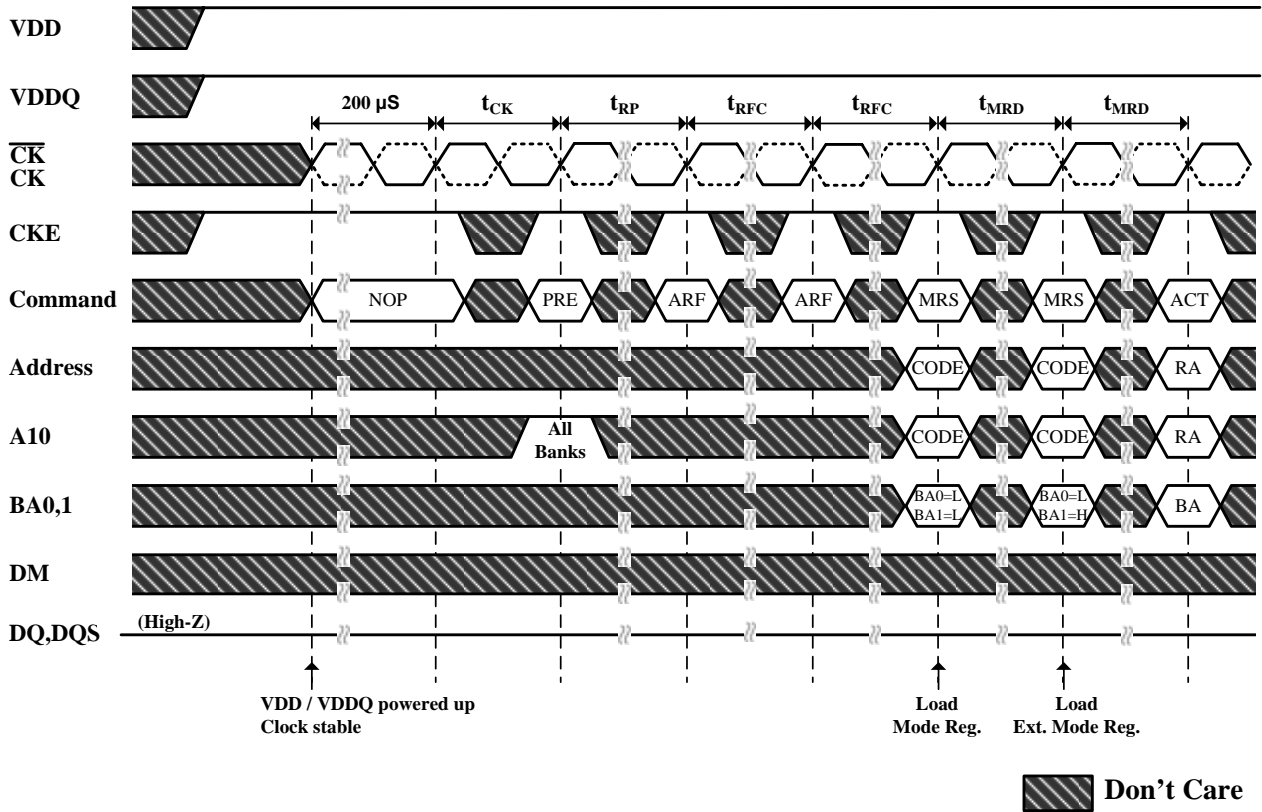 VDD
VDDQ
200 µS tCK tRP tRFC tRFC tMRD tMRD
CK
CK
CKE
Command NOP PRE ARF ARF MRS MRS ACT
Address CODE CODE RA
A10 All Banks CODE CODE RA
BA0,1 BA0=L BA1=L BA0=L BA1=H BA
DM
DQ,DQS (High-Z)
VDD / VDDQ powered up
Clock stable
Load
Mode Reg.
Load
Ext. Mode Reg.
Don't Care